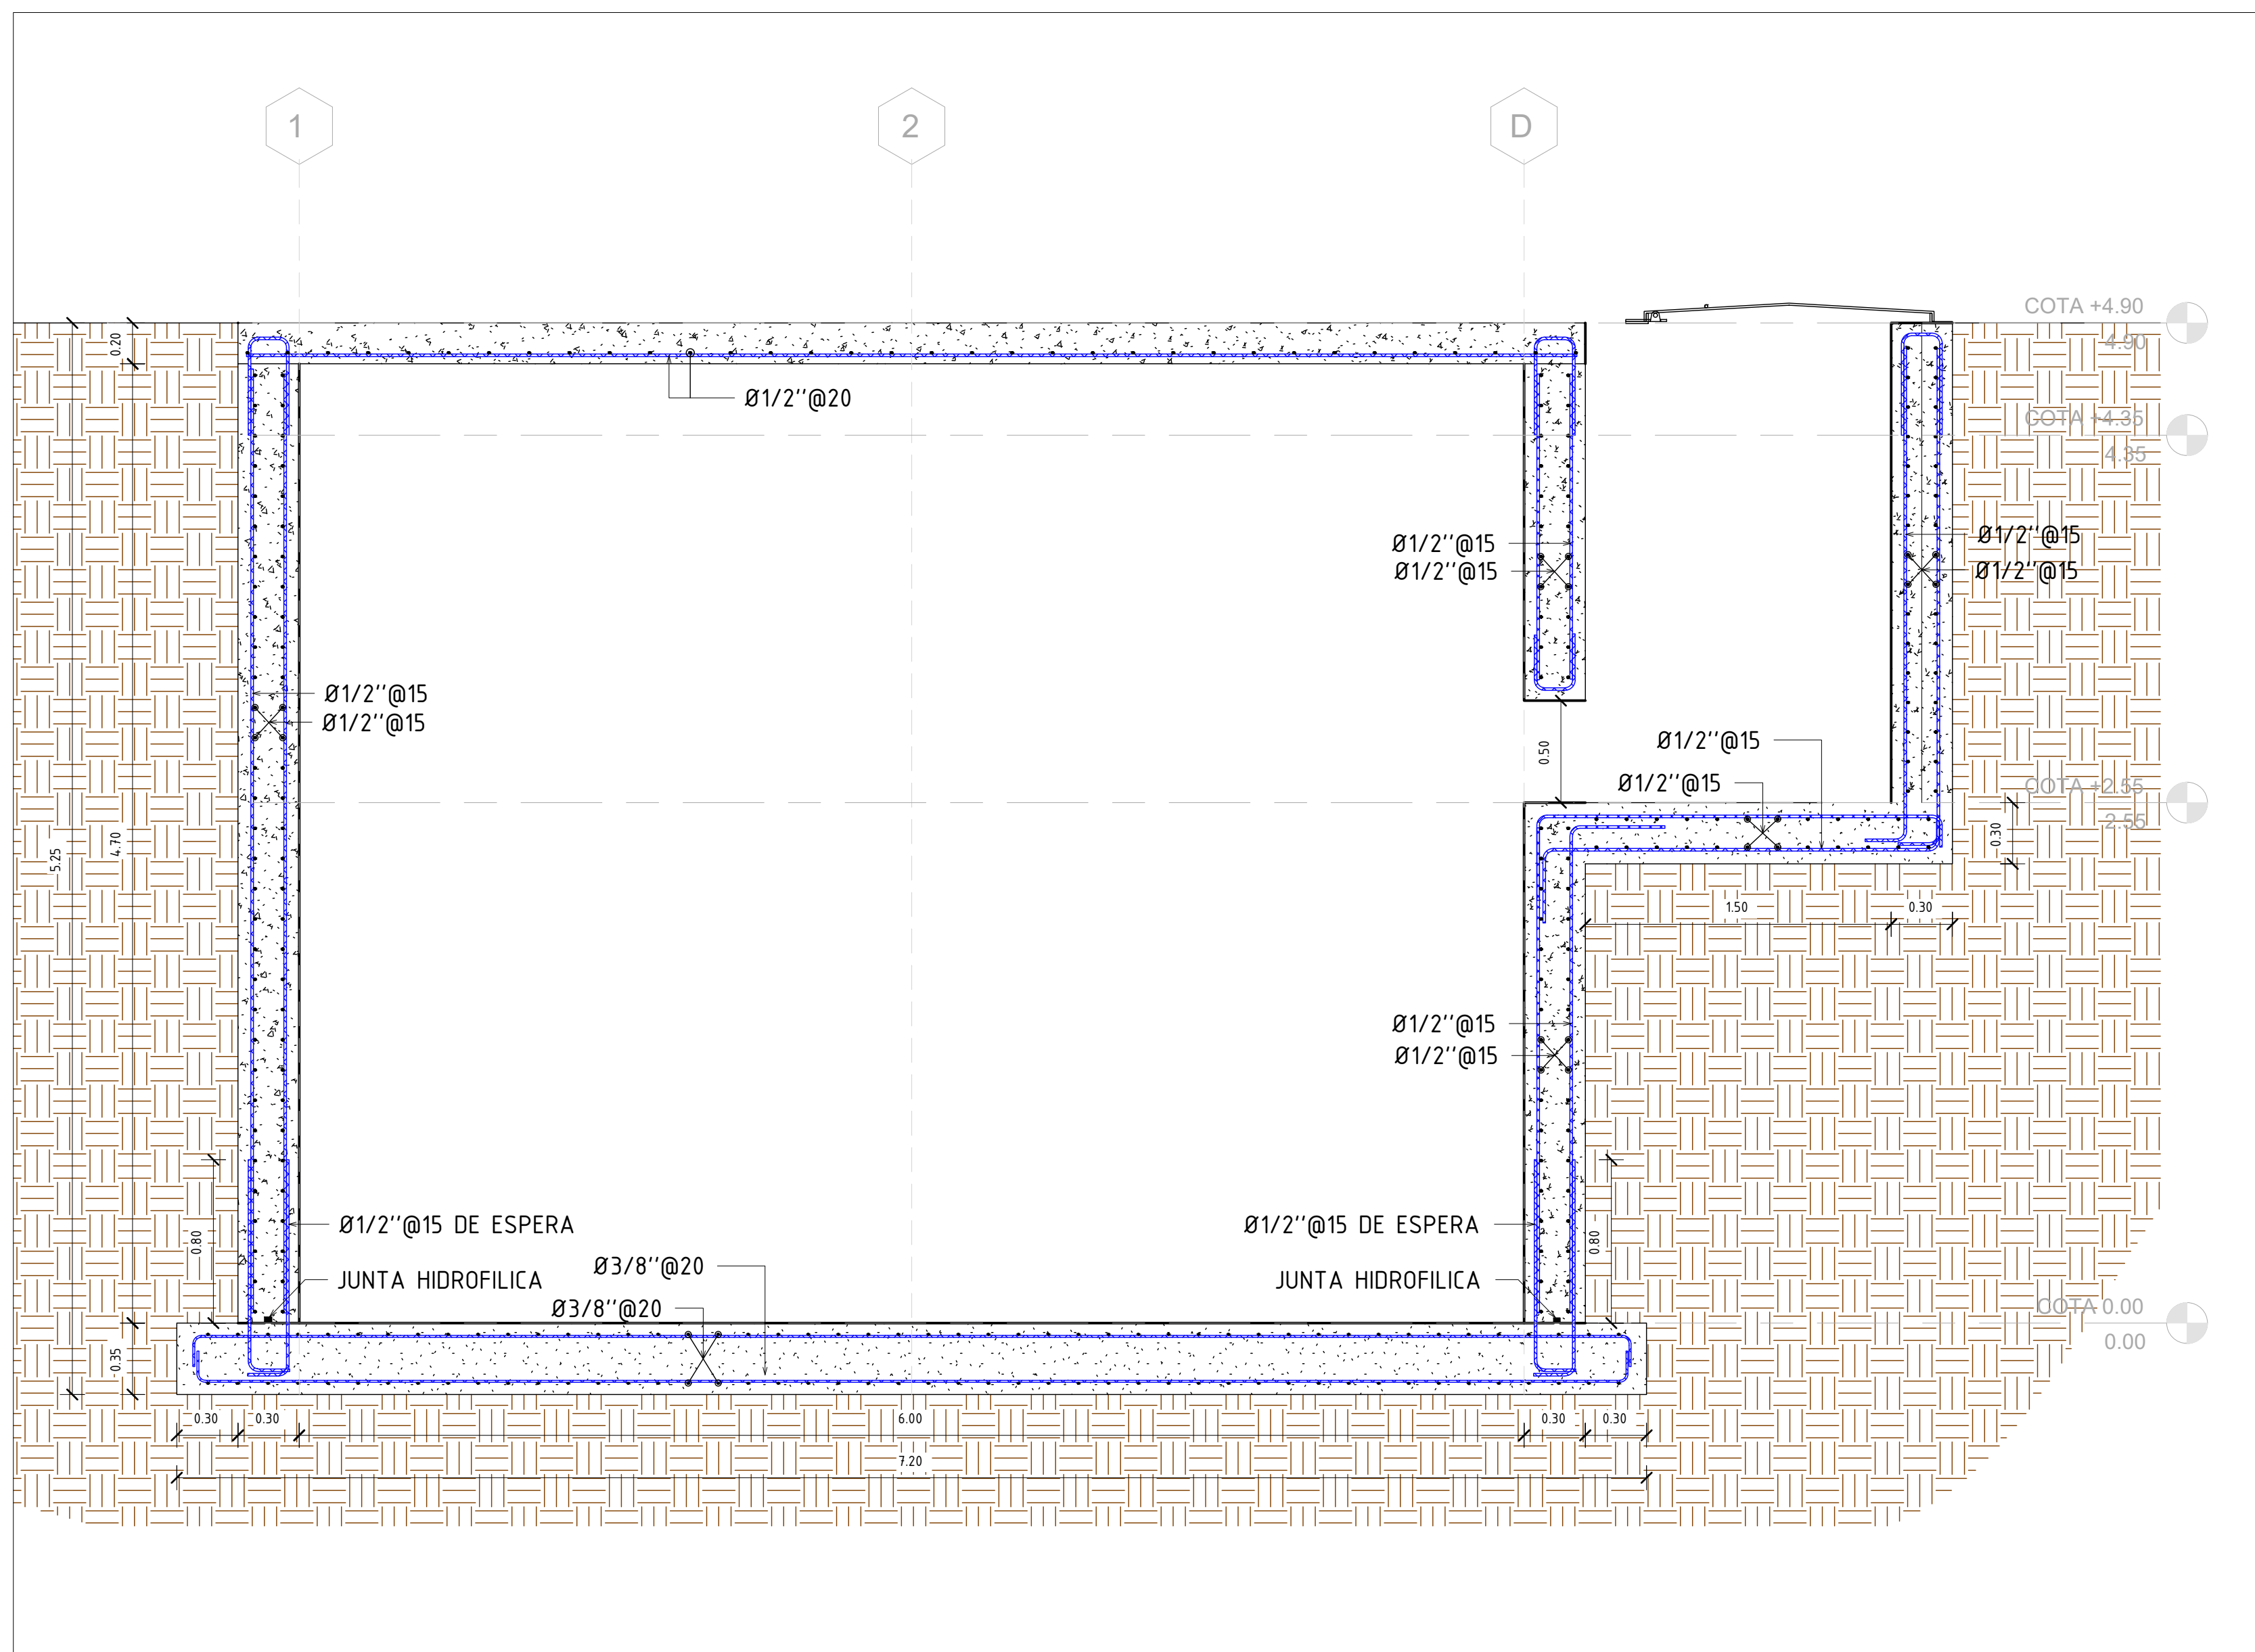 1
2
D
COTA +4.90
4.90
0.20
Ø1/2''@20
COTA +4.35
4.35
Ø1/2''@15
Ø1/2''@15
Ø1/2''@15
Ø1/2''@15
Ø1/2''@15
Ø1/2''@15
0.50
Ø1/2''@15
Ø1/2''@15
COTA +2.55
2.55
0.30
5.25
4.70
1.50
0.30
Ø1/2''@15
Ø1/2''@15
Ø1/2''@15 DE ESPERA
Ø1/2''@15 DE ESPERA
0.80
0.80
Ø3/8''@20
JUNTA HIDROFILICA
JUNTA HIDROFILICA
Ø3/8''@20
COTA 0.00
0.00
0.35
0.30
0.30
6.00
0.30
0.30
7.20